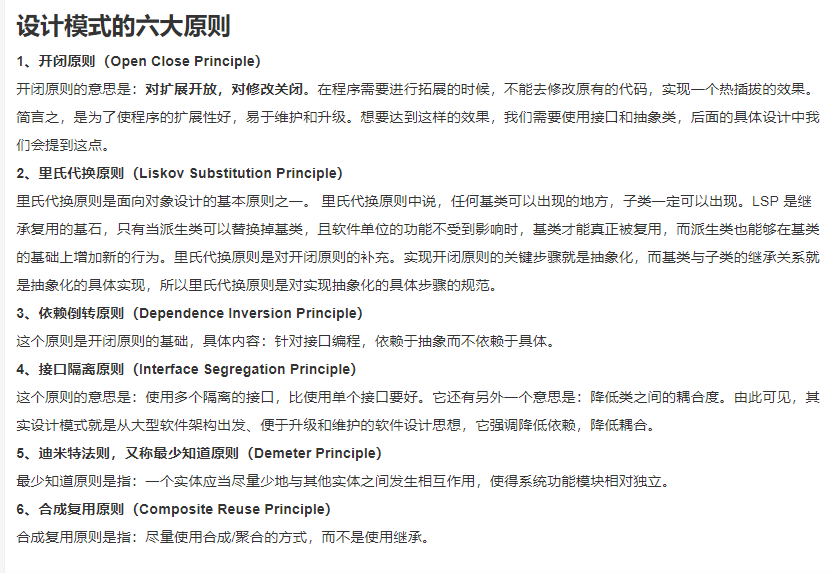 设计模式的六大原则
1、开闭原则（Open Close Principle）
开闭原则的意思是：对扩展开放，对修改关闭。在程序需要进行拓展的时候，不能去修改原有的代码，实现一个热插拔的效果。
简言之，是为了使程序的扩展性好，易于维护和升级。想要达到这样的效果，我们需要使用接口和抽象类，后面的具体设计中我
们会提到这点。
2、里氏代换原则（Liskov Substitution Principle）
里氏代换原则是面向对象设计的基本原则之一。 里氏代换原则中说，任何基类可以出现的地方，子类一定可以出现。LSP 是继
承复用的基石，只有当派生类可以替换掉基类，且软件单位的功能不受到影响时，基类才能真正被复用，而派生类也能够在基类
的基础上增加新的行为。里氏代换原则是对开闭原则的补充。实现开闭原则的关键步骤就是抽象化，而基类与子类的继承关系就
是抽象化的具体实现，所以里氏代换原则是对实现抽象化的具体步骤的规范。
3、依赖倒转原则（Dependence Inversion Principle）
这个原则是开闭原则的基础，具体内容：针对接口编程，依赖于抽象而不依赖于具体。
4、接口隔离原则（Interface Segregation Principle）
这个原则的意思是：使用多个隔离的接口，比使用单个接口要好。它还有另外一个意思是：降低类之间的耦合度。由此可见，其
实设计模式就是从大型软件架构出发、便于升级和维护的软件设计思想，它强调降低依赖，降低耦合。
5、迪米特法则，又称最少知道原则（Demeter Principle）
最少知道原则是指：一个实体应当尽量少地与其他实体之间发生相互作用，使得系统功能模块相对独立。
6、合成复用原则（Composite Reuse Principle）
合成复用原则是指：尽量使用合成/聚合的方式，而不是使用继承。